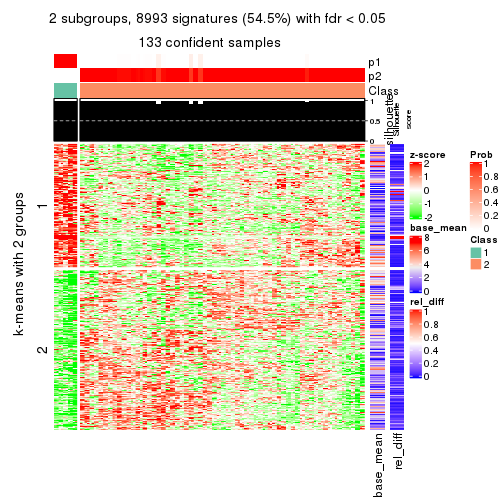 2 subgroups, 8993 signatures (54.5%) with fdr < 0.05
133 confident samples
p1
p2
Class
silhouette
Silhouette
score
1
0.5
0
k-means with 2 groups
1
2
base_mean
rel_diff
z-score
2
1
0
-1
-2
base_mean
8
6
4
2
0
rel_diff
1
0.8
0.6
0.4
0.2
0
Prob
1
0.8
0.6
0.4
0.2
0
Class
1
2